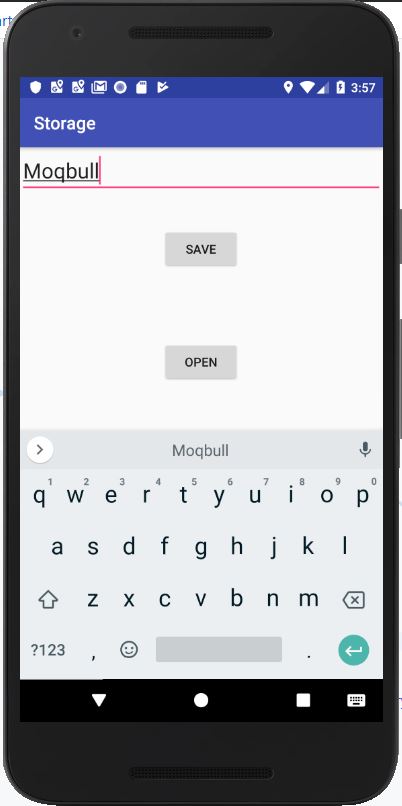 3:57
Storage
Moqbull
SAVE
OPEN
Moqbull
1 2 3 4 5 6 7 8 9 0
q w e r t y u i o p
a s d f g h j k l
z x c v b n m
?123 , .